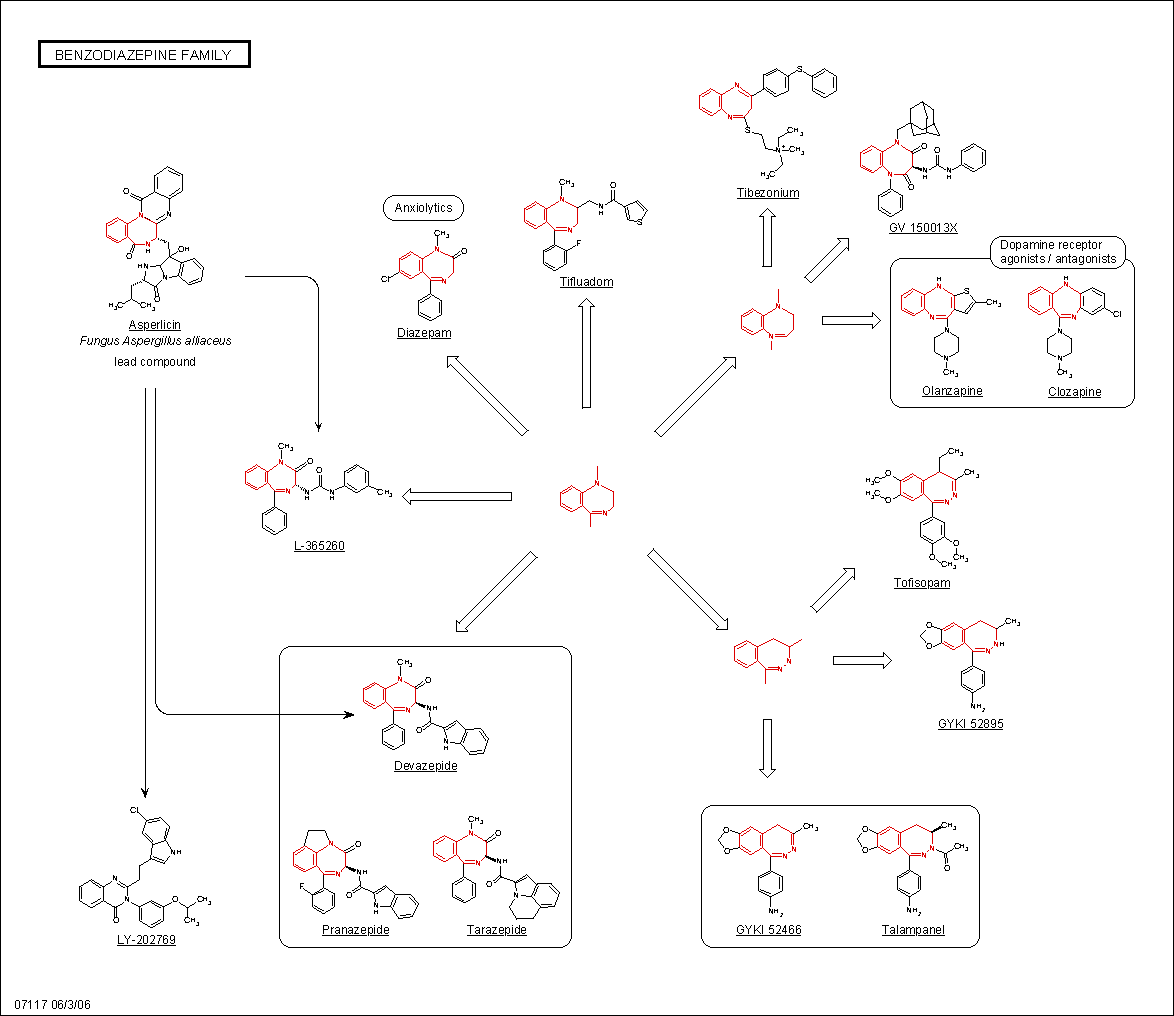 BENZODIAZEPINE FAMILY
Tibezonium
GV 150013X
Anxiolytics
Tifluadom
Dopamine receptor
agonists / antagonists
Asperlicin
Fungus Aspergillus alliaceus
lead compound
Diazepam
Olanzapine
Clozapine
L-365260
Tofisopam
GYKI 52895
Devazepide
LY-202769
Pranazepide
Tarazepide
GYKI 52466
Talampanel
07117 06/3/06